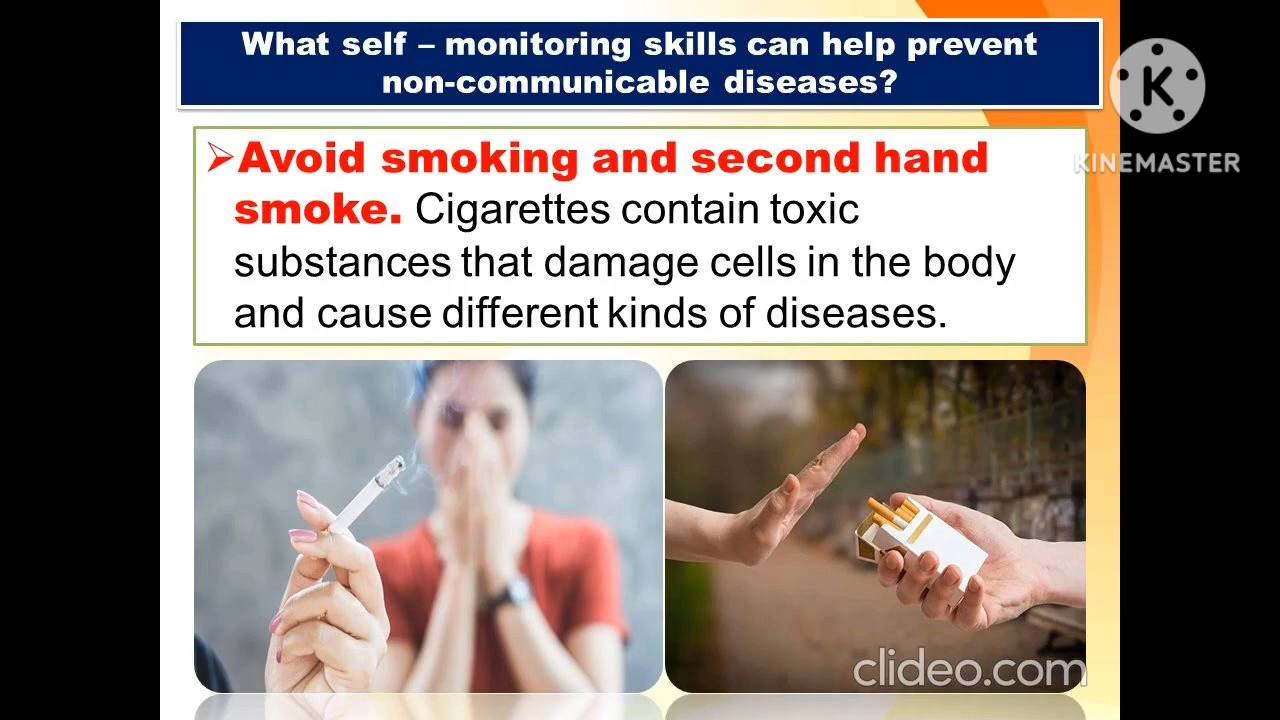 What self – monitoring skills can help prevent
non-communicable diseases?
K
KINEMASTER
➢Avoid smoking and second hand
smoke. Cigarettes contain toxic
substances that damage cells in the body
and cause different kinds of diseases.
clideo.com